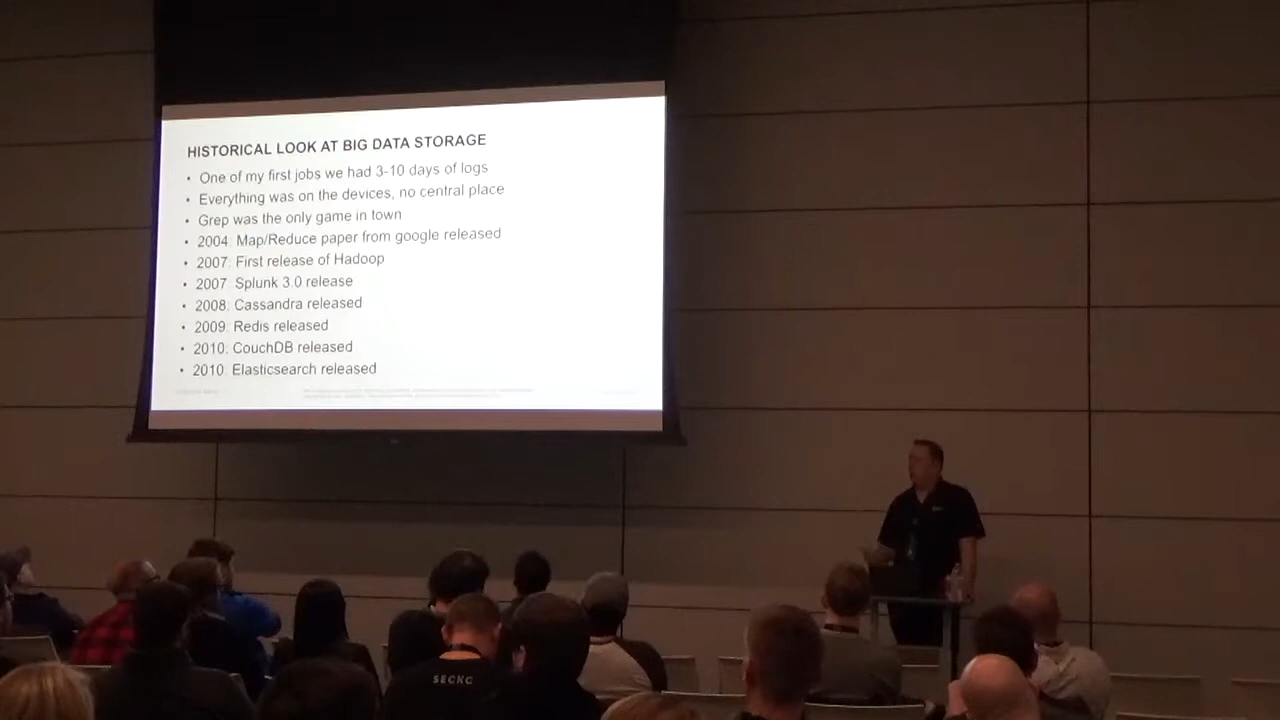 HISTORICAL LOOK AT BIG DATA STORAGE
• One of my first jobs we had 3-10 days of logs
• Everything was on the devices, no central place
• Grep was the only game in town
• 2004: Map/Reduce paper from google released
• 2007: First release of Hadoop
• 2007: Splunk 3.0 release
• 2008: Cassandra released
• 2009: Redis released
• 2010: CouchDB released
• 2010: Elasticsearch released
SECKC